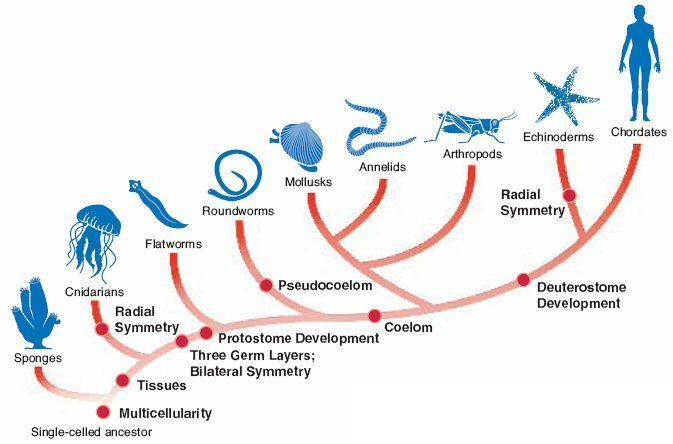 Chordates
Echinoderms
Arthropods
Annelids
Mollusks
Roundworms
Radial
Symmetry
Flatworms
Pseudocoelom
Deuterostome
Development
Cnidarians
Radial
Symmetry
Coelom
Protostome Development
Sponges
Three Germ Layers;
Bilateral Symmetry
Tissues
Multicellularity
Single-celled ancestor